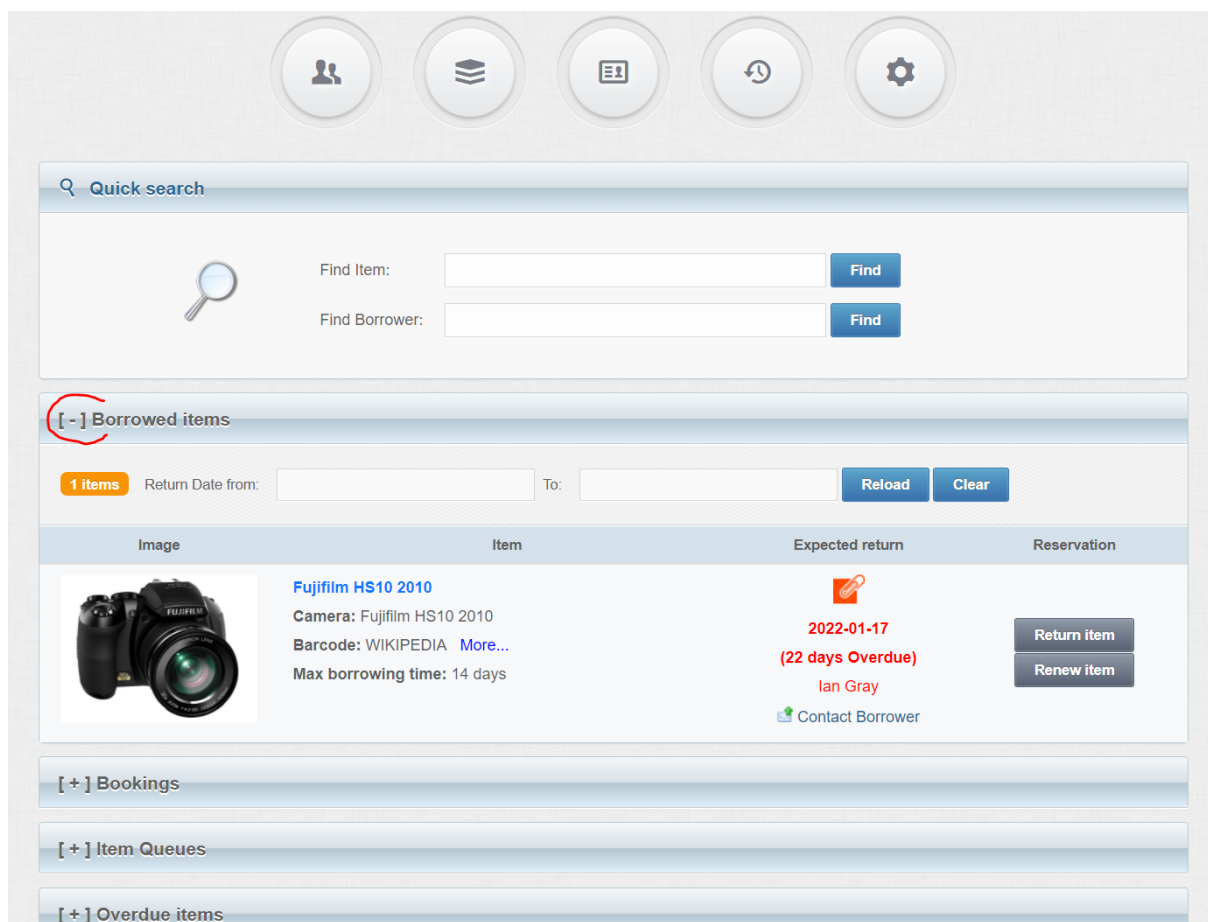 Quick search
Find Item: Find
Find Borrower: Find
[ - ] Borrowed items
1 items Return Date from: To: Reload Clear
Image Item Expected return Reservation
FUJIFILM
Fujifilm HS10 2010
Camera: Fujifilm HS10 2010
Barcode: WIKIPEDIA More...
Max borrowing time: 14 days
2022-01-17
(22 days Overdue)
Ian Gray
Contact Borrower
Return item
Renew item
[ + ] Bookings
[ + ] Item Queues
[ + ] Overdue items